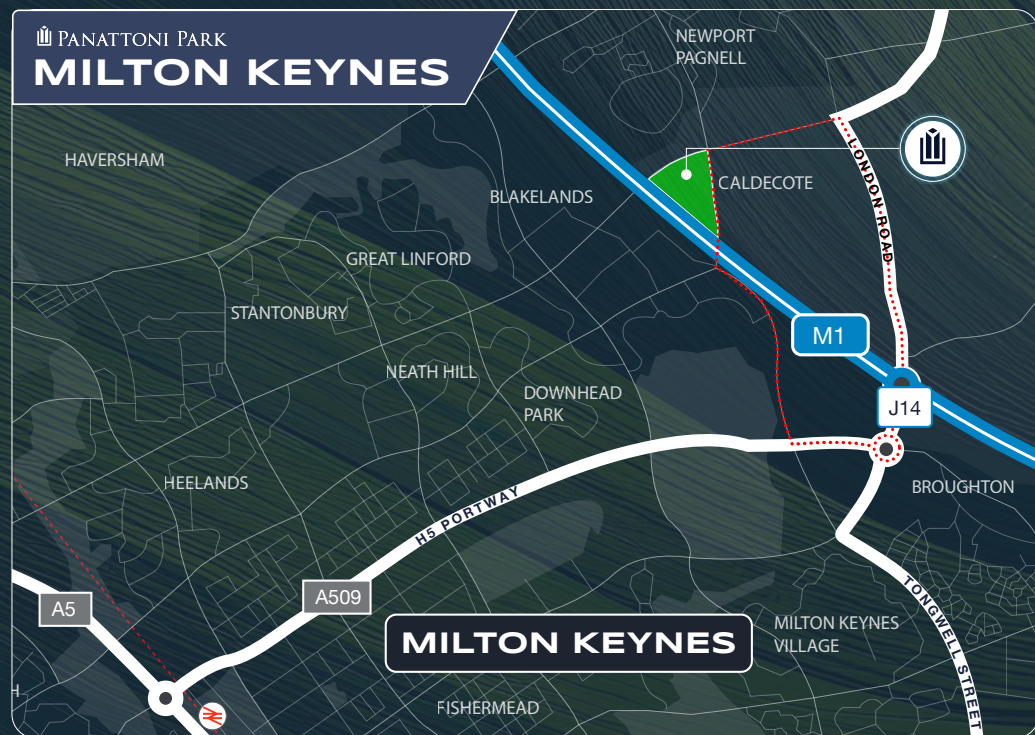 PANATTONI PARK
MILTON KEYNES
NEWPORT
PAGNELL
HAVERSHAM
BLAKELANDS
CALDECOTE
LONDON ROAD
GREAT LINFORD
STANTONBURY
M1
NEATH HILL
DOWNHEAD
PARK
J14
HEELANDS
BROUGHTON
H5 PORTWAY
A5
A509
MILTON KEYNES
MILTON KEYNES
VILLAGE
TONGWELL STREET
H
FISHERMEAD